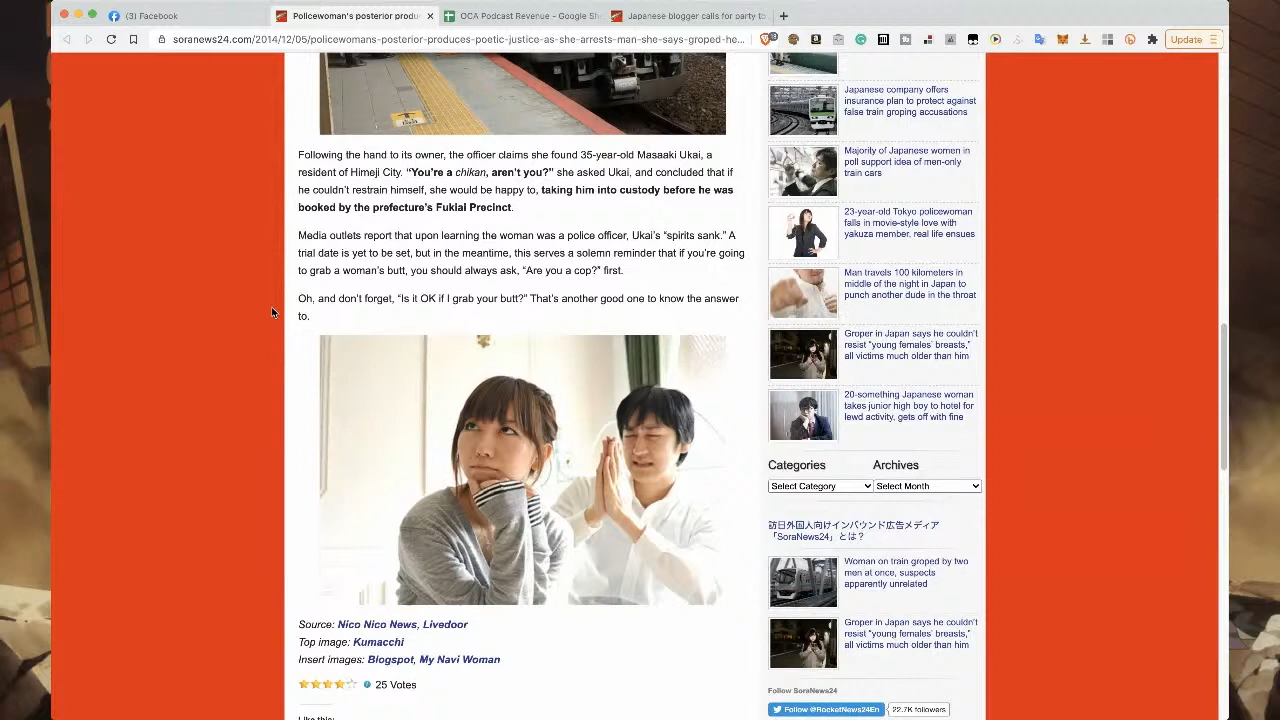 (3) Facebook
Policewoman's posterior produ
OCA Podcast Revenue - Google She
Japanese blogger calls for party to
soranews24.com/2014/12/05/policewomans-posterior-produces-poetic-justice-as-she-arrests-man-she-says-groped-he...
Update
Following the hand to its owner, the officer claims she found 35-year-old Masaaki Ukai, a
resident of Himeji City. “You’re a chikan, aren’t you?” she asked Ukai, and concluded that if
he couldn’t restrain himself, she would be happy to, taking him into custody before he was
booked by the prefecture’s Fukiai Precinct.
Media outlets report that upon learning the woman was a police officer, Ukai’s “spirits sank.” A
trial date is yet to be set, but in the meantime, this serves a solemn reminder that if you’re going
to grab a woman’s butt, you should always ask, “Are you a cop?” first.
Oh, and don’t forget, “Is it OK if I grab your butt?” That’s another good one to know the answer
to.
Source: Nico Nico News, Livedoor
Top image: Kumacchi
Insert images: Blogspot, My Navi Woman
25 Votes
Like this:
Japanese company offers
insurance plan to protect against
false train groping accusations
Majority of Japanese women in
poll support idea of men-only
train cars
23-year-old Tokyo policewoman
falls in movie-style love with
yakuza member, real life ensues
Man travels 100 kilometers in
middle of the night in Japan to
punch another dude in the throat
Groper in Japan says he couldn’t
resist “young females’ breasts,”
all victims much older than him
20-something Japanese woman
takes junior high boy to hotel for
lewd activity, gets off with fine
Categories
Archives
Select Category
Select Month
訪日外国人向けインバウンド広告メディア
「SoraNews24」とは？
Woman on train groped by two
men at once, suspects
apparently unrelated
Groper in Japan says he couldn’t
resist “young females’ breasts,”
all victims much older than him
Follow SoraNews24
Follow @RocketNews24En
22.7K followers